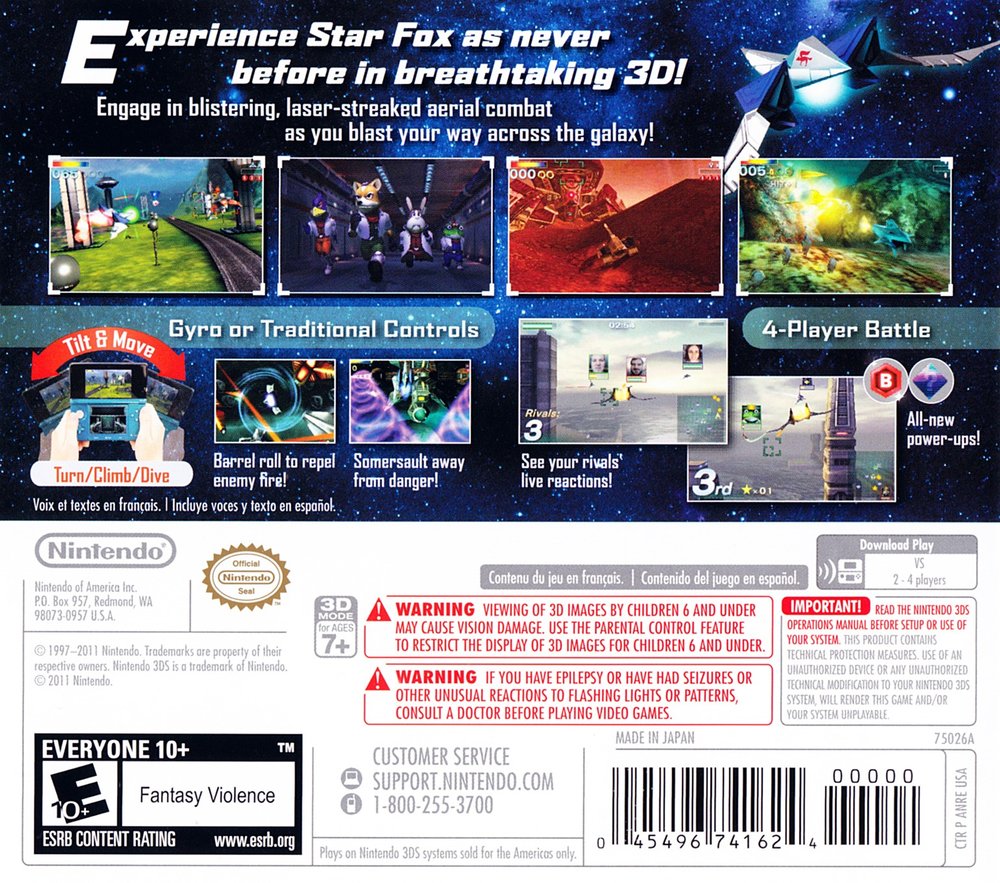 Experience Star Fox as never
before in breathtaking 3D!
Engage in blistering, laser-streaked aerial combat
as you blast your way across the galaxy!
000
005
Tilt & Move
Gyro or Traditional Controls
Turn/Climb/Dive
Barrel roll to repel
enemy fire!
Somersault away
from danger!
02:54
Rivals:
3
See your rivals'
live reactions!
4-Player Battle
B
?
All-new
power-ups!
3rd
★×01
Voix et textes en français. | Incluye voces y texto en español.
Nintendo®
Nintendo of America Inc.
P.O. Box 957, Redmond, WA
98073-0957 U.S.A.
Official
Nintendo
Seal
TM
Contenu du jeu en français. | Contenido del juego en español.
Download Play
VS
2 - 4 players
© 1997–2011 Nintendo. Trademarks are property of their
respective owners. Nintendo 3DS is a trademark of Nintendo.
© 2011 Nintendo.
3D
MODE
for AGES
7+
WARNING VIEWING OF 3D IMAGES BY CHILDREN 6 AND UNDER
MAY CAUSE VISION DAMAGE. USE THE PARENTAL CONTROL FEATURE
TO RESTRICT THE DISPLAY OF 3D IMAGES FOR CHILDREN 6 AND UNDER.
WARNING IF YOU HAVE EPILEPSY OR HAVE HAD SEIZURES OR
OTHER UNUSUAL REACTIONS TO FLASHING LIGHTS OR PATTERNS,
CONSULT A DOCTOR BEFORE PLAYING VIDEO GAMES.
IMPORTANT! READ THE NINTENDO 3DS
OPERATIONS MANUAL BEFORE SETUP OR USE OF
YOUR SYSTEM. THIS PRODUCT CONTAINS
TECHNICAL PROTECTION MEASURES. USE OF AN
UNAUTHORIZED DEVICE OR ANY UNAUTHORIZED
TECHNICAL MODIFICATION TO YOUR NINTENDO 3DS
SYSTEM, WILL RENDER THIS GAME AND/OR
YOUR SYSTEM UNPLAYABLE.
MADE IN JAPAN
75026A
EVERYONE 10+
TM
E
10+
Fantasy Violence
ESRB CONTENT RATING www.esrb.org
CUSTOMER SERVICE
SUPPORT.NINTENDO.COM
1-800-255-3700
Plays on Nintendo 3DS systems sold for the Americas only.
00000
0 45496 74162 4
CTR P ANRE USA